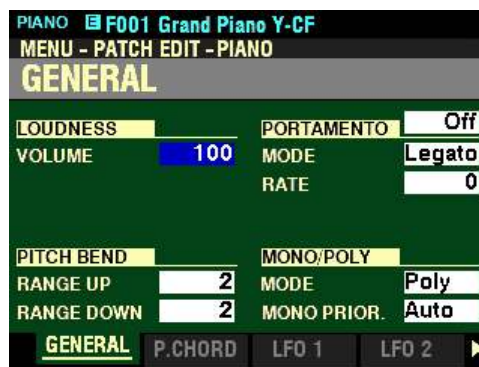 PIANO E F001 Grand Piano Y-CF
MENU - PATCH EDIT - PIANO
GENERAL
LOUDNESS
VOLUME 100
PORTAMENTO Off
MODE Legato
RATE 0
PITCH BEND
RANGE UP 2
RANGE DOWN 2
MONO/POLY
MODE Poly
MONO PRIOR. Auto
GENERAL P.CHORD LFO 1 LFO 2